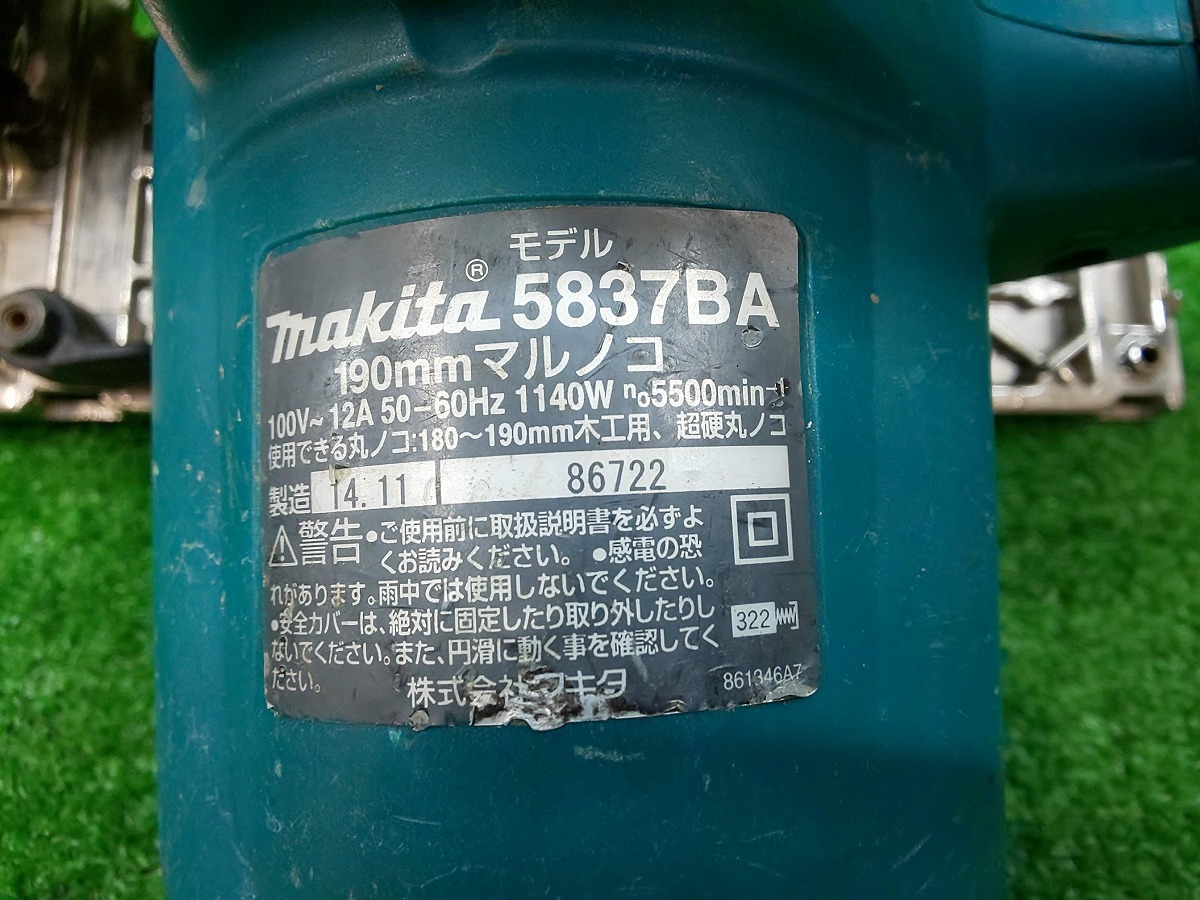 モデル
makita® 5837BA
190mmマルノコ
100V~ 12A 50-60Hz 1140W n₀5500min⁻¹
使用できる丸ノコ:180〜190mm木工用、超硬丸ノコ
製造 14.11 86722
⚠警告 •ご使用前に取扱説明書を必ずよ
くお読みください。 •感電の恐
れがあります。雨中では使用しないでください。
•安全カバーは、絶対に固定したり取り外したりし
ないでください。また、円滑に動く事を確認してく
ださい。
322
株式会社マキタ
861346A7